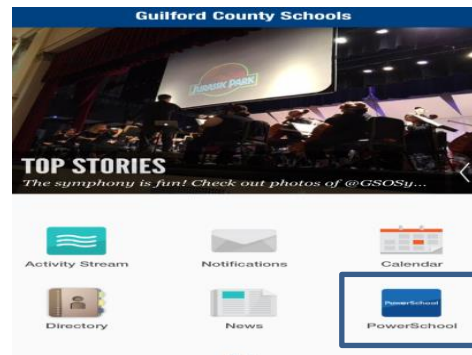 Guilford County Schools
JURASSIC PARK
TOP STORIES
The symphony is fun! Check out photos of @GSOSy...
Activity Stream
Notifications
Calendar
Directory
News
PowerSchool
PowerSchool